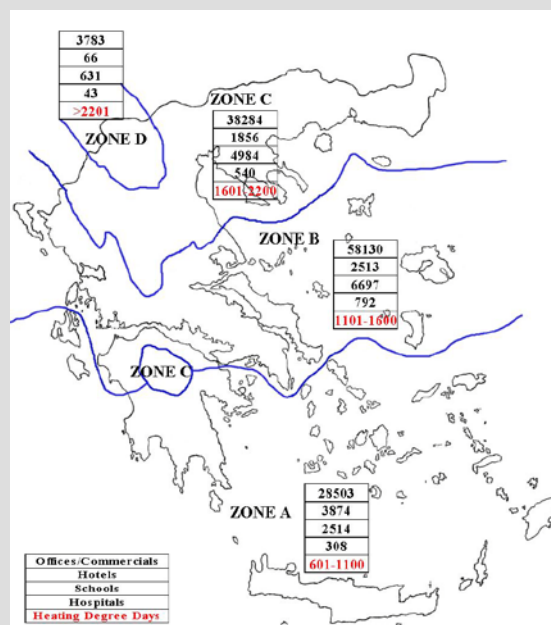 3783
66
631
43
>2201
ZONE D
ZONE C
38284
1856
4984
540
1601-2200
ZONE B
58130
2513
6697
792
1101-1600
ZONE C
ZONE A
28503
3874
2514
308
601-1100
Offices/Commercials
Hotels
Schools
Hospitals
Heating Degree Days